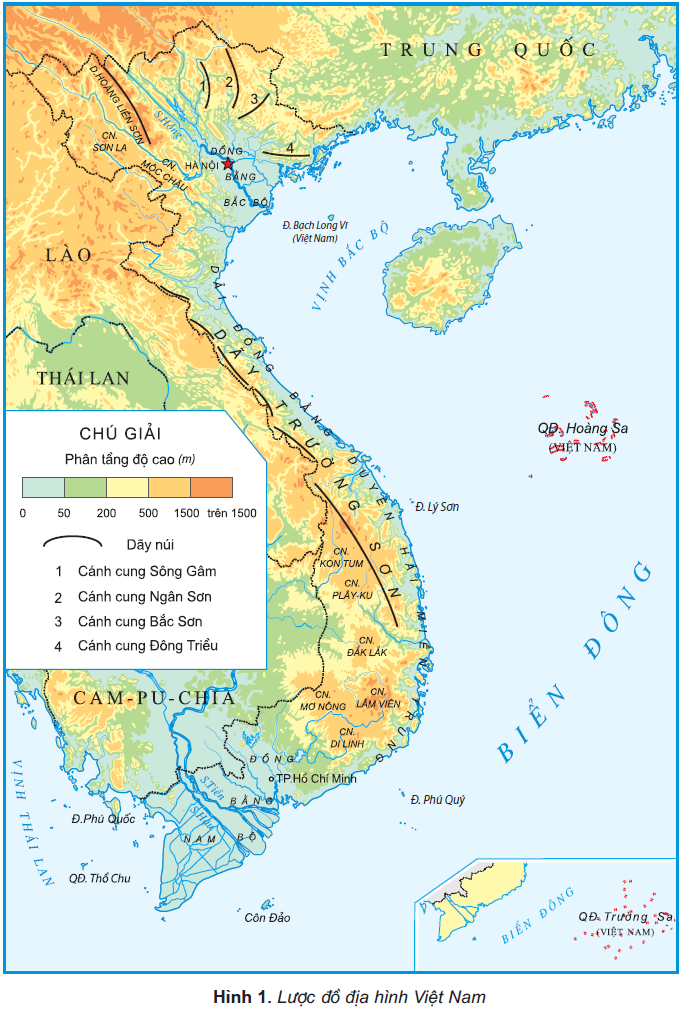 TRUNG QUỐC
1
2
3
4
D.HOÀNG LIÊN SƠN
S.Hồng
CN.
SƠN LA
CN.
MỘC CHÂU
HÀ NỘI
ĐỒNG
BẰNG
BẮC BỘ
Đ. Bạch Long Vĩ
(Việt Nam)
VỊNH BẮC BỘ
LÀO
THÁI LAN
DẢI ĐỒNG BẰNG DUYÊN HẢI MIỀN TRUNG
DÃY TRƯỜNG SƠN
QĐ. Hoàng Sa
(VIỆT NAM)
Đ. Lý Sơn
CHÚ GIẢI
Phân tầng độ cao (m)
0 50 200 500 1500 trên 1500
Dãy núi
1 Cánh cung Sông Gâm
2 Cánh cung Ngân Sơn
3 Cánh cung Bắc Sơn
4 Cánh cung Đông Triều
CN.
KON TUM
CN.
PLÂY-KU
CN.
ĐẮK LẮK
CN.
MƠ NÔNG
CN.
LÂM VIÊN
CN.
DI LINH
BIỂN ĐÔNG
CAM-PU-CHIA
ĐỒNG
BẰNG
NAM BỘ
S.Tiền
S.Hậu
TP.Hồ Chí Minh
VỊNH THÁI LAN
Đ.Phú Quốc
Đ. Phú Quý
QĐ. Thổ Chu
Côn Đảo
BIỂN ĐÔNG
QĐ. Trường Sa
(VIỆT NAM)
Hình 1. Lược đồ địa hình Việt Nam